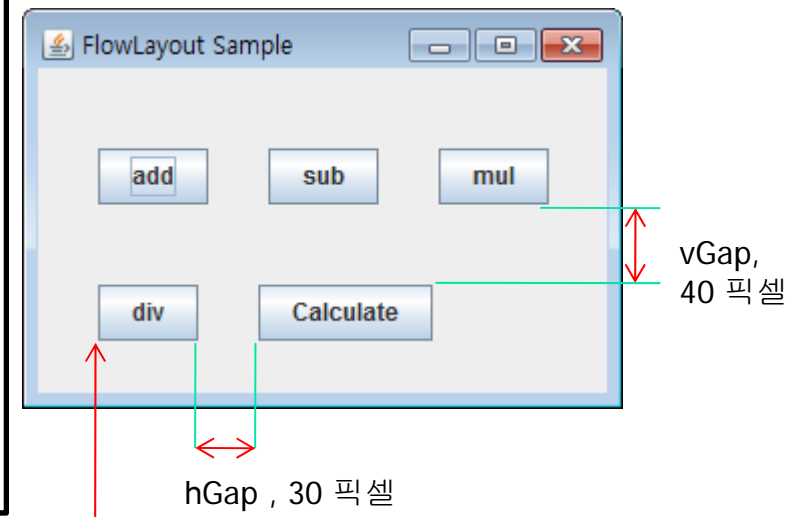 FlowLayout Sample
add sub mul
vGap,
40 픽셀
div Calculate
hGap , 30 픽셀